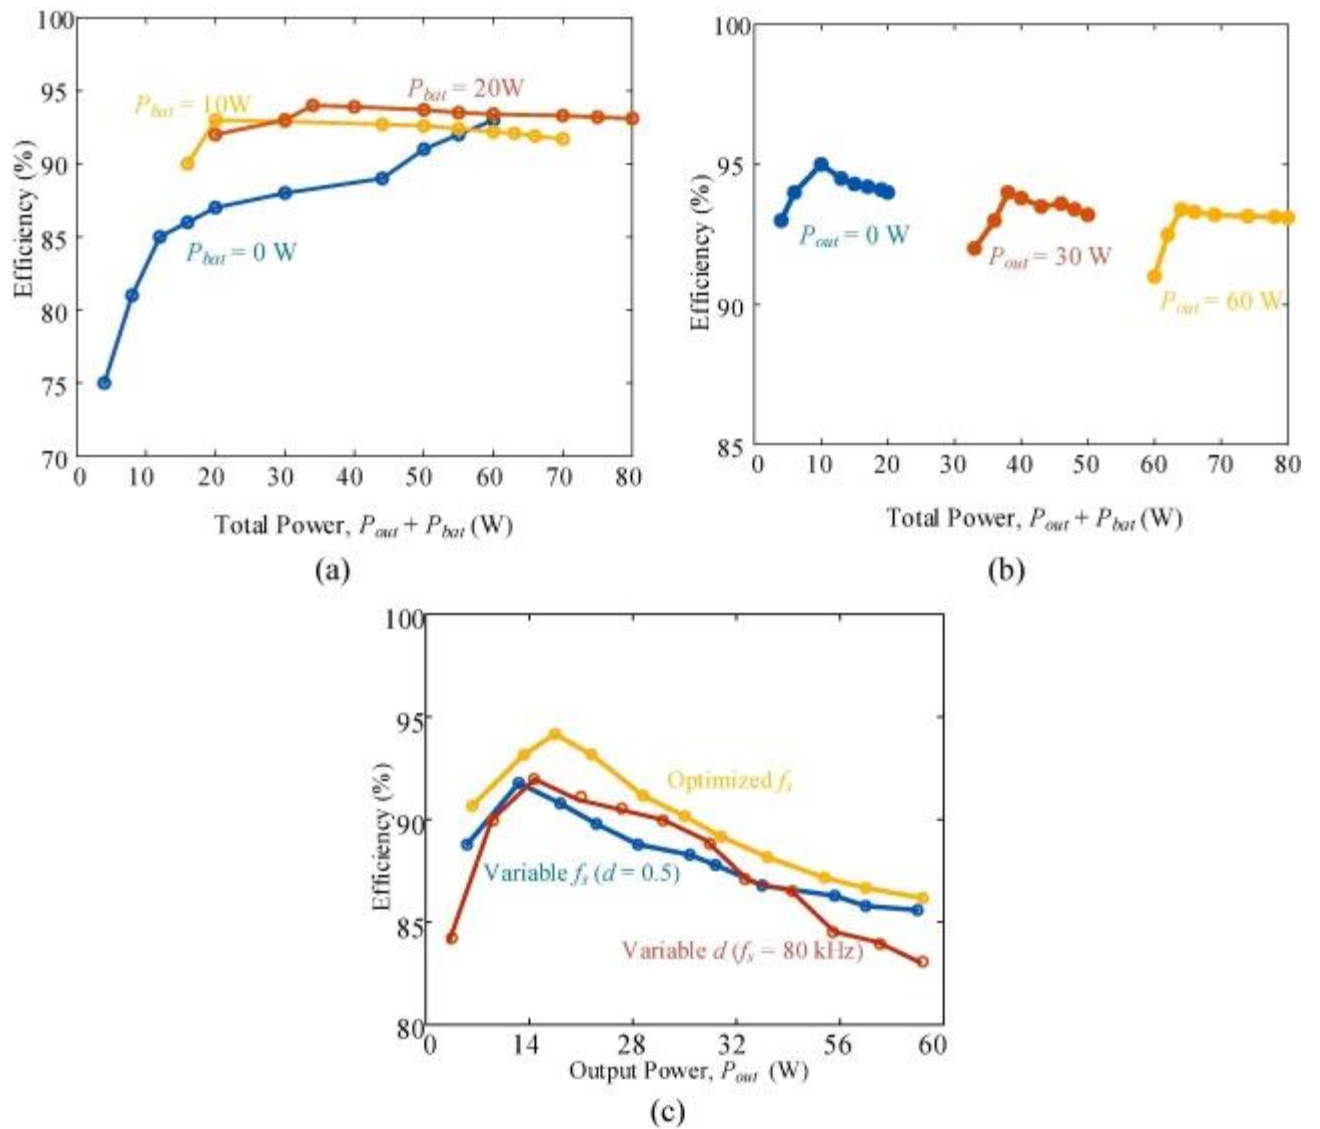 100
95
90
85
80
75
70
Efficiency (%)
P_bat = 10W
P_bat = 20W
P_bat = 0 W
0 10 20 30 40 50 60 70 80
Total Power, P_out + P_bat (W)
(a)
100
95
90
85
Efficiency (%)
P_out = 0 W
P_out = 30 W
P_out = 60 W
0 10 20 30 40 50 60 70 80
Total Power, P_out + P_bat (W)
(b)
100
95
90
85
80
Efficiency (%)
Optimized f_s
Variable f_s (d = 0.5)
Variable d (f_s = 80 kHz)
0 14 28 32 56 60
Output Power, P_out (W)
(c)